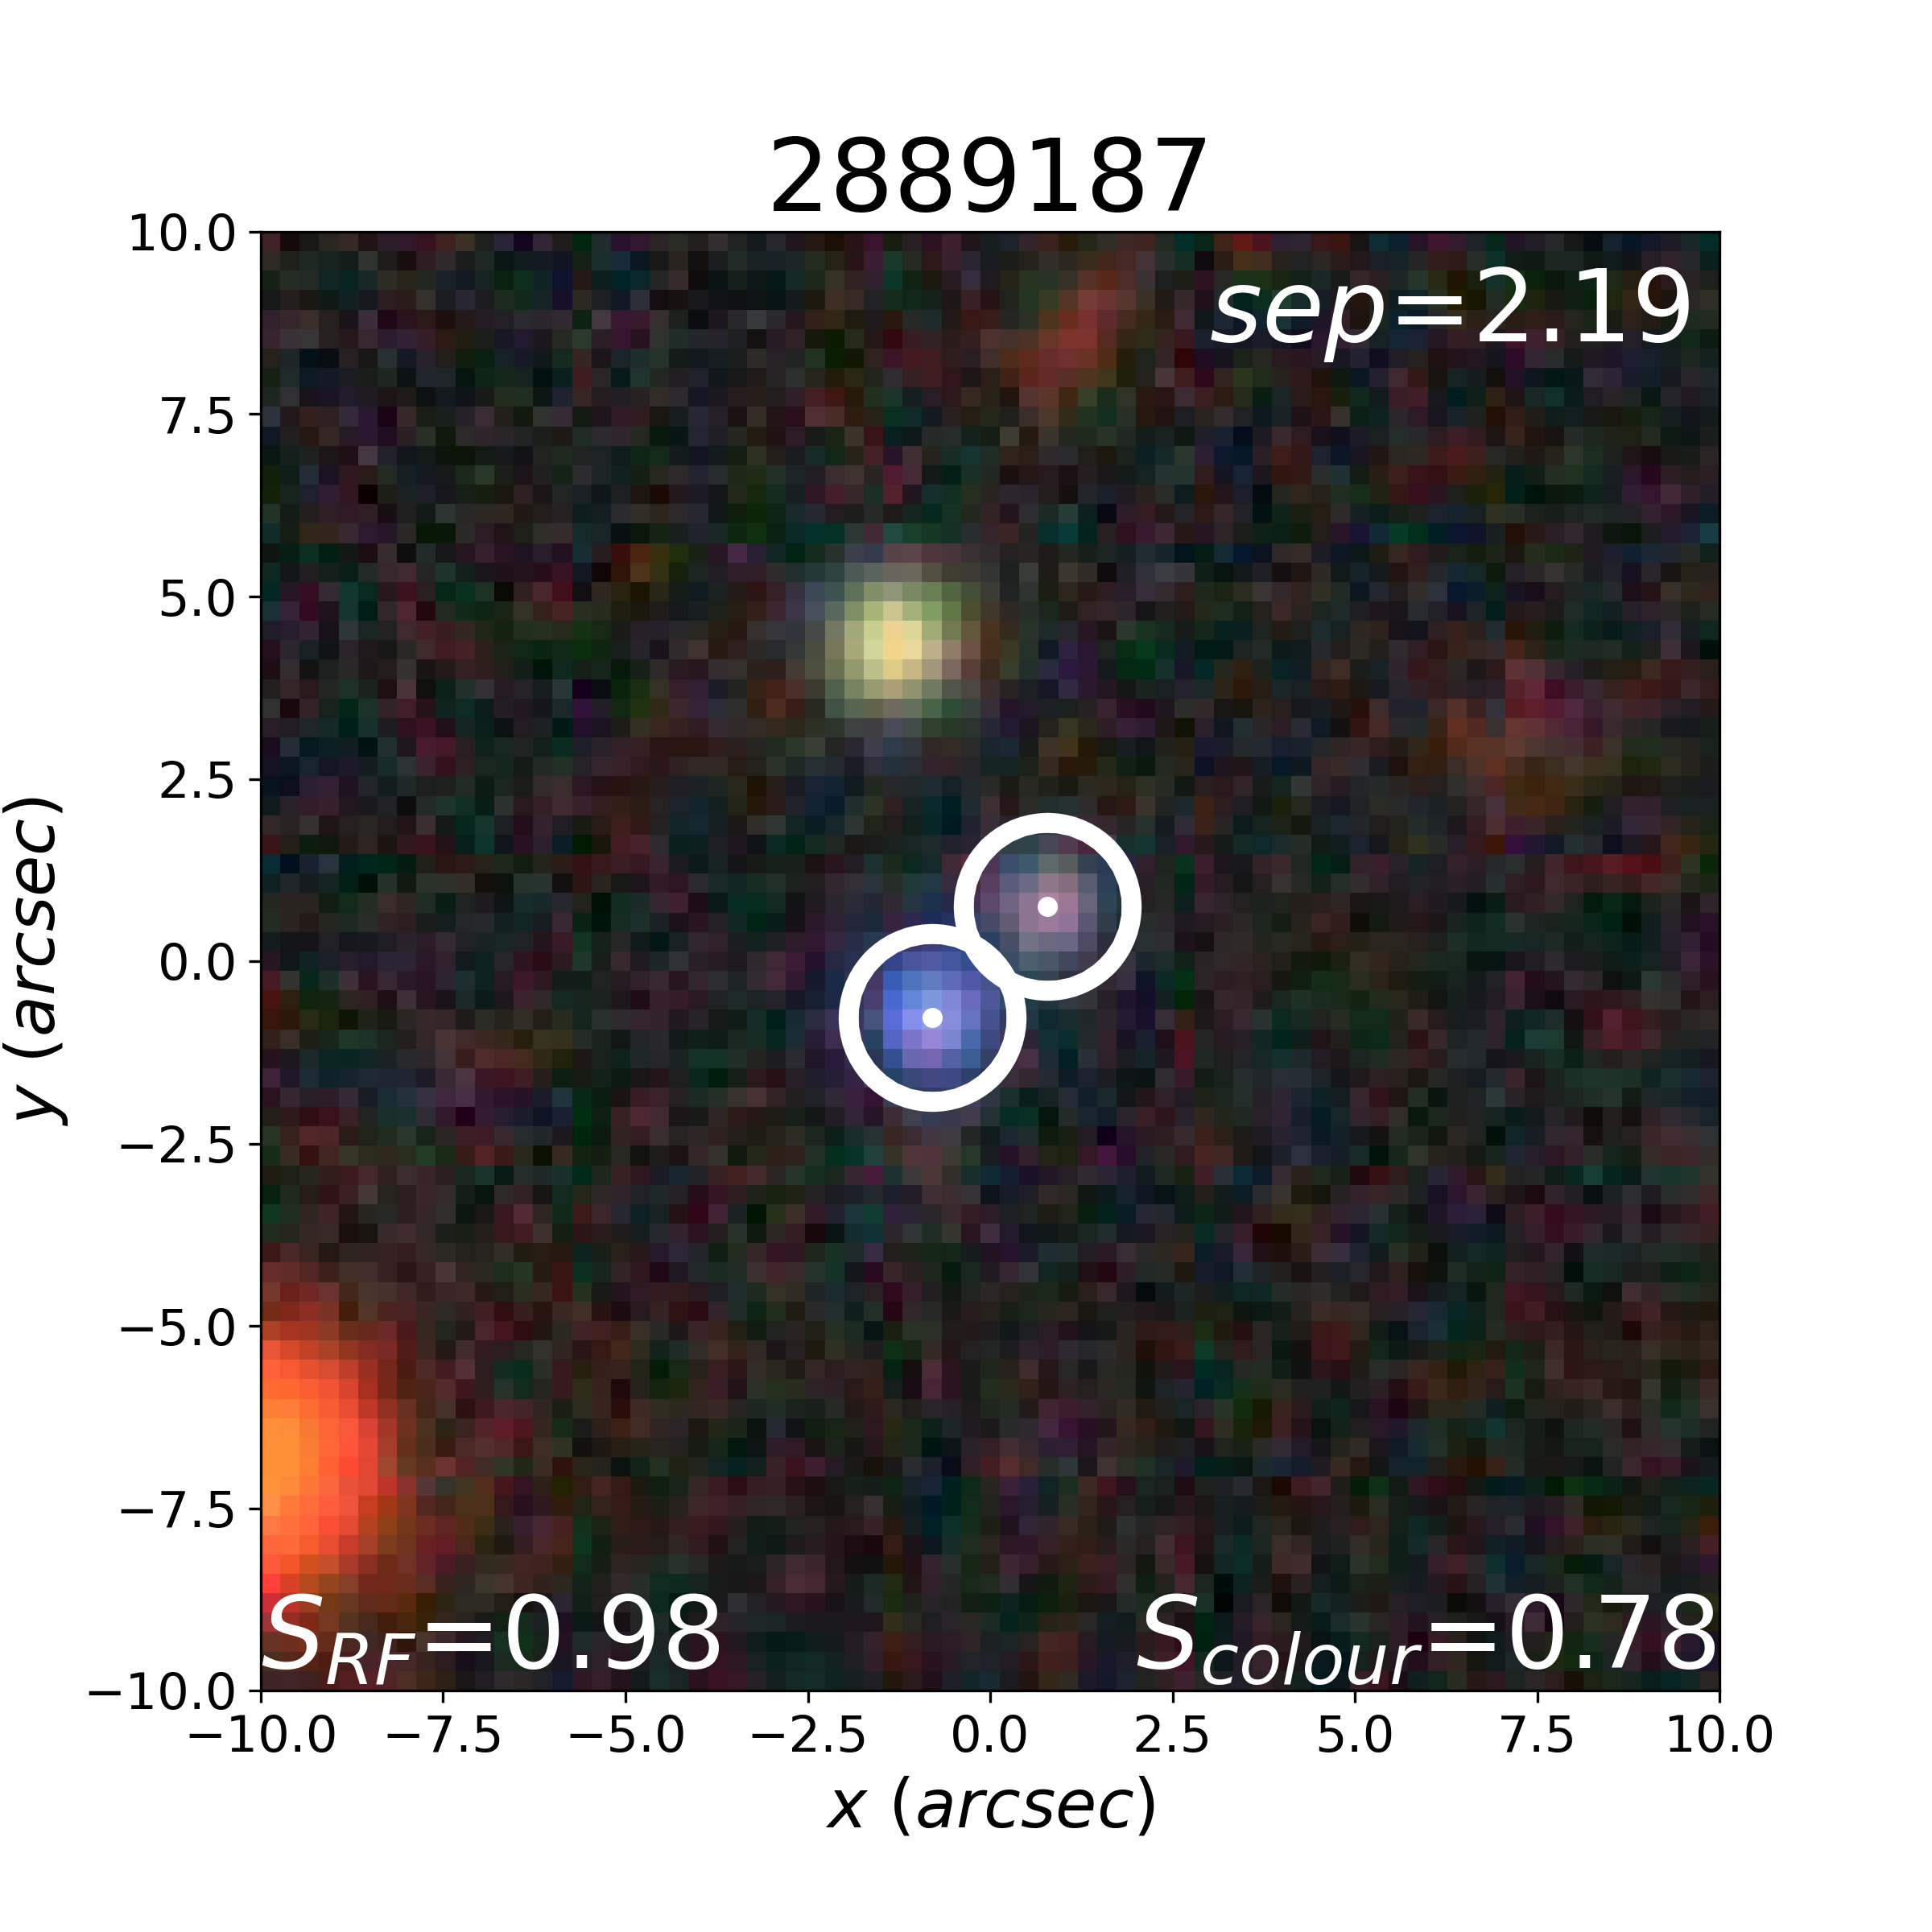 2889187
10.0
7.5
5.0
2.5
0.0
−2.5
−5.0
−7.5
−10.0
y (arcsec)
sep=2.19
S_RF=0.98
S_colour=0.78
−10.0 −7.5 −5.0 −2.5 0.0 2.5 5.0 7.5 10.0
x (arcsec)